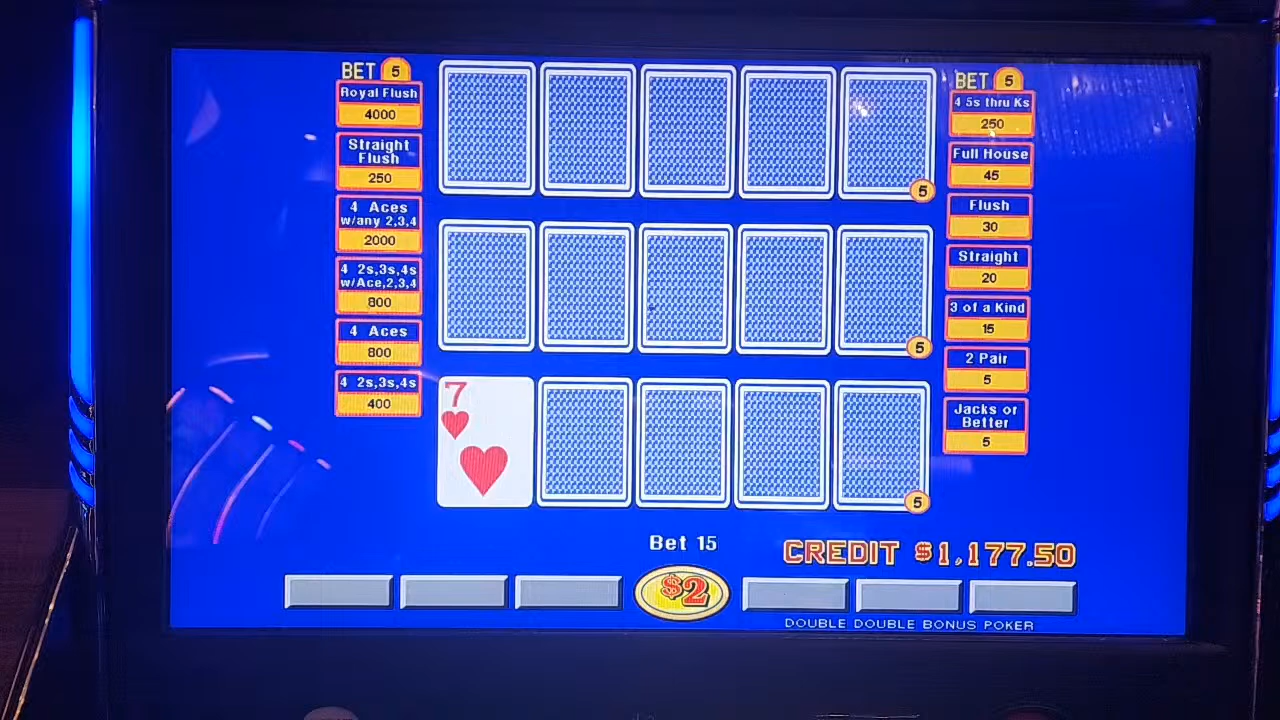 BET 5
Royal Flush
4000
Straight
Flush
250
4 Aces
w/any 2,3,4
2000
4 2s,3s,4s
w/Ace,2,3,4
800
4 Aces
800
4 2s,3s,4s
400
5
5
7
5
BET 5
4 5s thru Ks
250
Full House
45
Flush
30
Straight
20
3 of a Kind
15
2 Pair
5
Jacks or
Better
5
Bet 15
CREDIT $1,177.50
$2
DOUBLE DOUBLE BONUS POKER